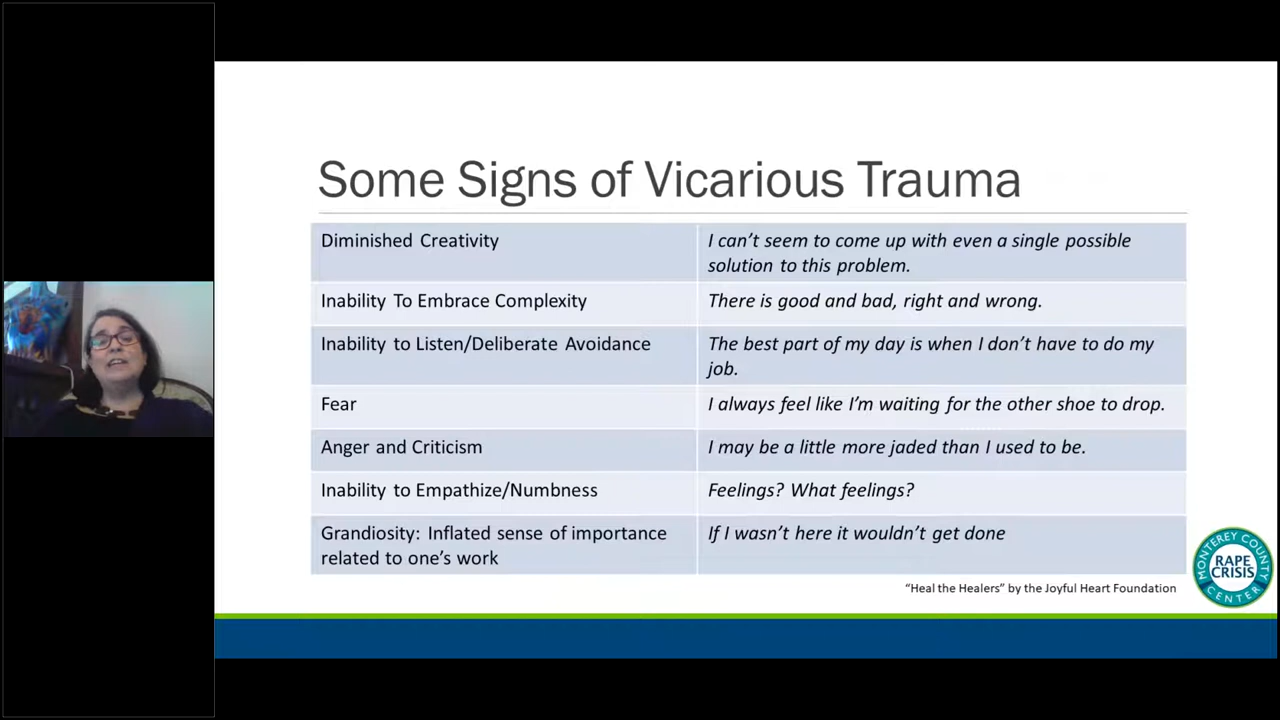 Some Signs of Vicarious Trauma
Diminished Creativity
I can't seem to come up with even a single possible
solution to this problem.
Inability To Embrace Complexity
There is good and bad, right and wrong.
Inability to Listen/Deliberate Avoidance
The best part of my day is when I don't have to do my
job.
Fear
I always feel like I'm waiting for the other shoe to drop.
Anger and Criticism
I may be a little more jaded than I used to be.
Inability to Empathize/Numbness
Feelings? What feelings?
Grandiosity: Inflated sense of importance
related to one's work
If I wasn't here it wouldn't get done
"Heal the Healers" by the Joyful Heart Foundation
MONTEREY COUNTY
RAPE
CRISIS
CENTER